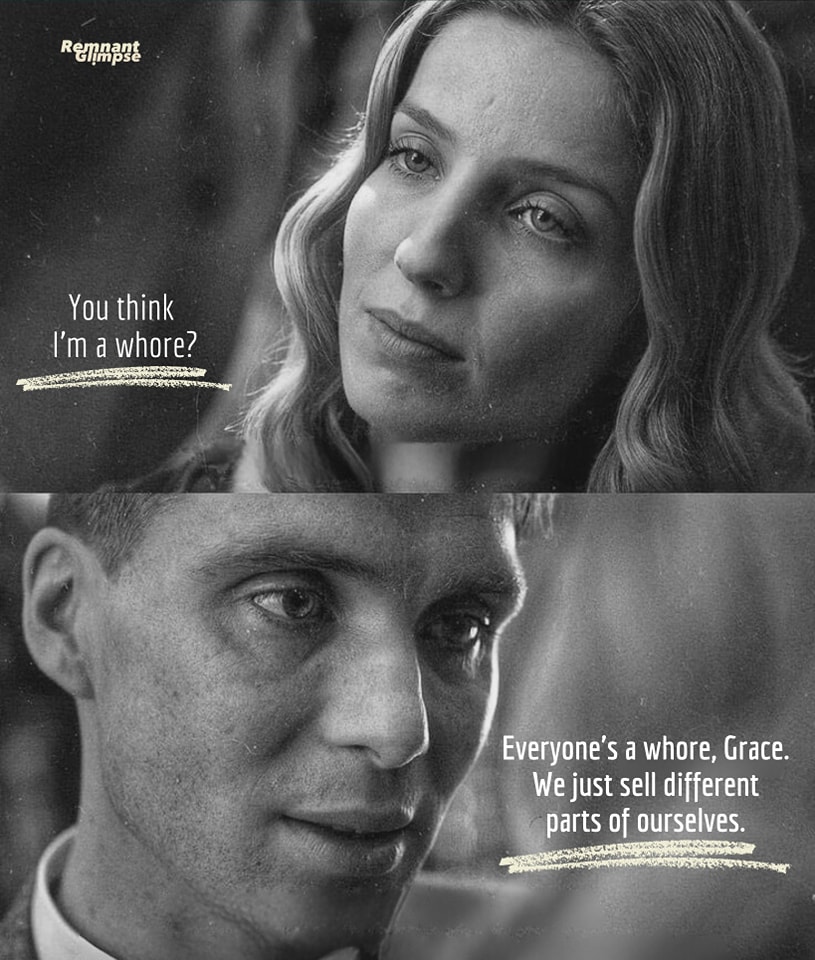 Remnant
Glimpse
You think
I'm a whore?
Everyone's a whore, Grace.
We just sell different
parts of ourselves.